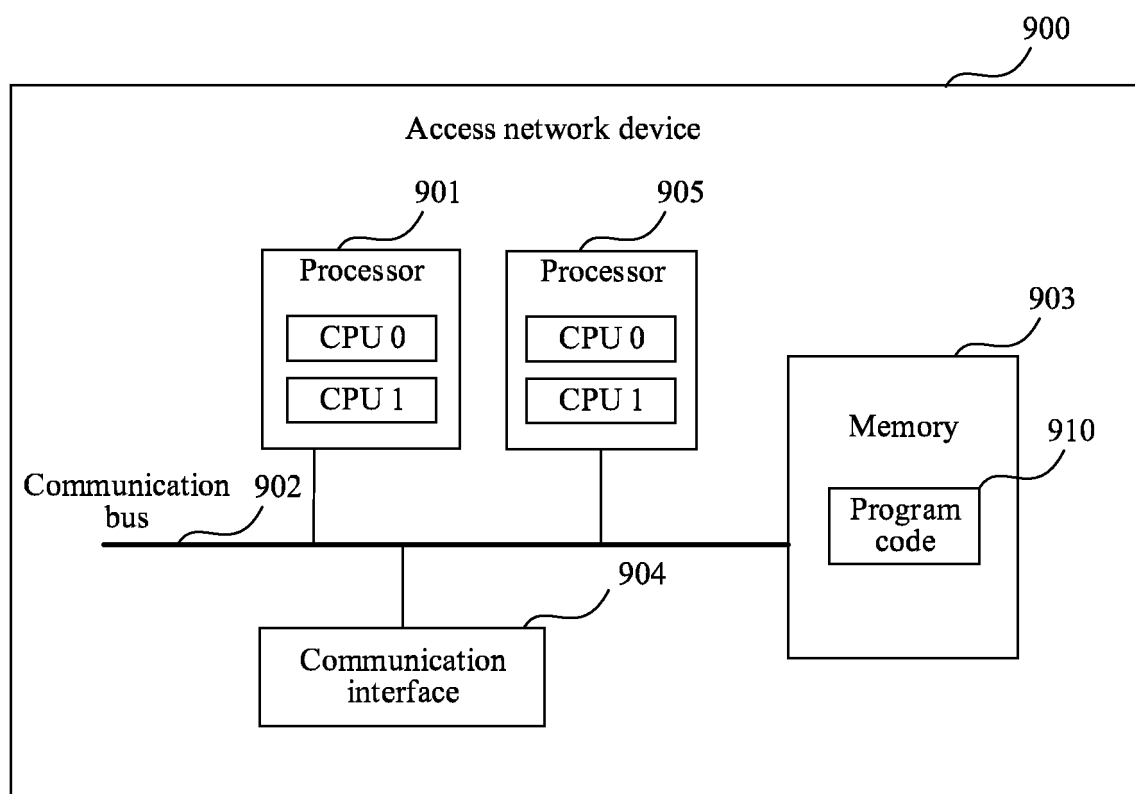 900
Access network device
901
905
Processor
Processor
CPU 0
CPU 0
CPU 1
CPU 1
903
Memory
910
Program
code
Communication
bus
902
904
Communication
interface